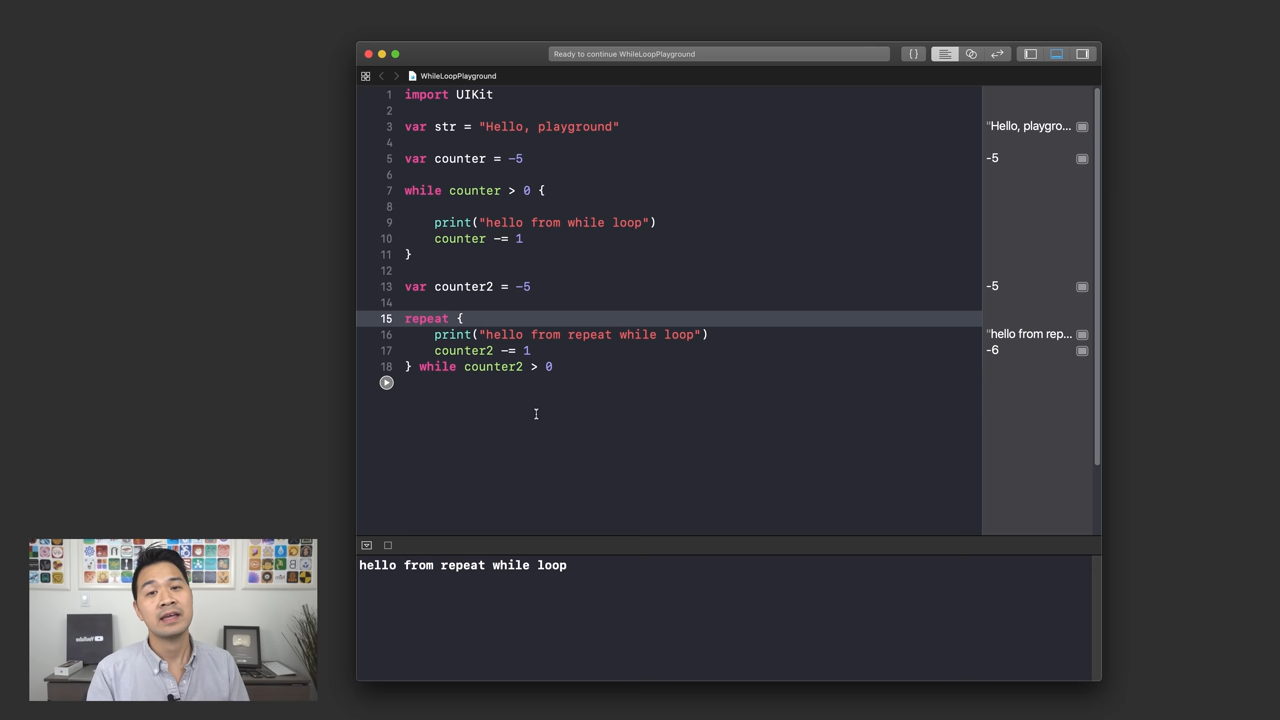 Ready to continue WhileLoopPlayground
{ }
WhileLoopPlayground
1 import UIKit
2
3 var str = "Hello, playground"
"Hello, playgro...
4
5 var counter = -5
-5
6
7 while counter > 0 {
8
9 print("hello from while loop")
10 counter -= 1
11 }
12
13 var counter2 = -5
-5
14
15 repeat {
16 print("hello from repeat while loop")
"hello from rep...
17 counter2 -= 1
-6
18 } while counter2 > 0
hello from repeat while loop
YouTube